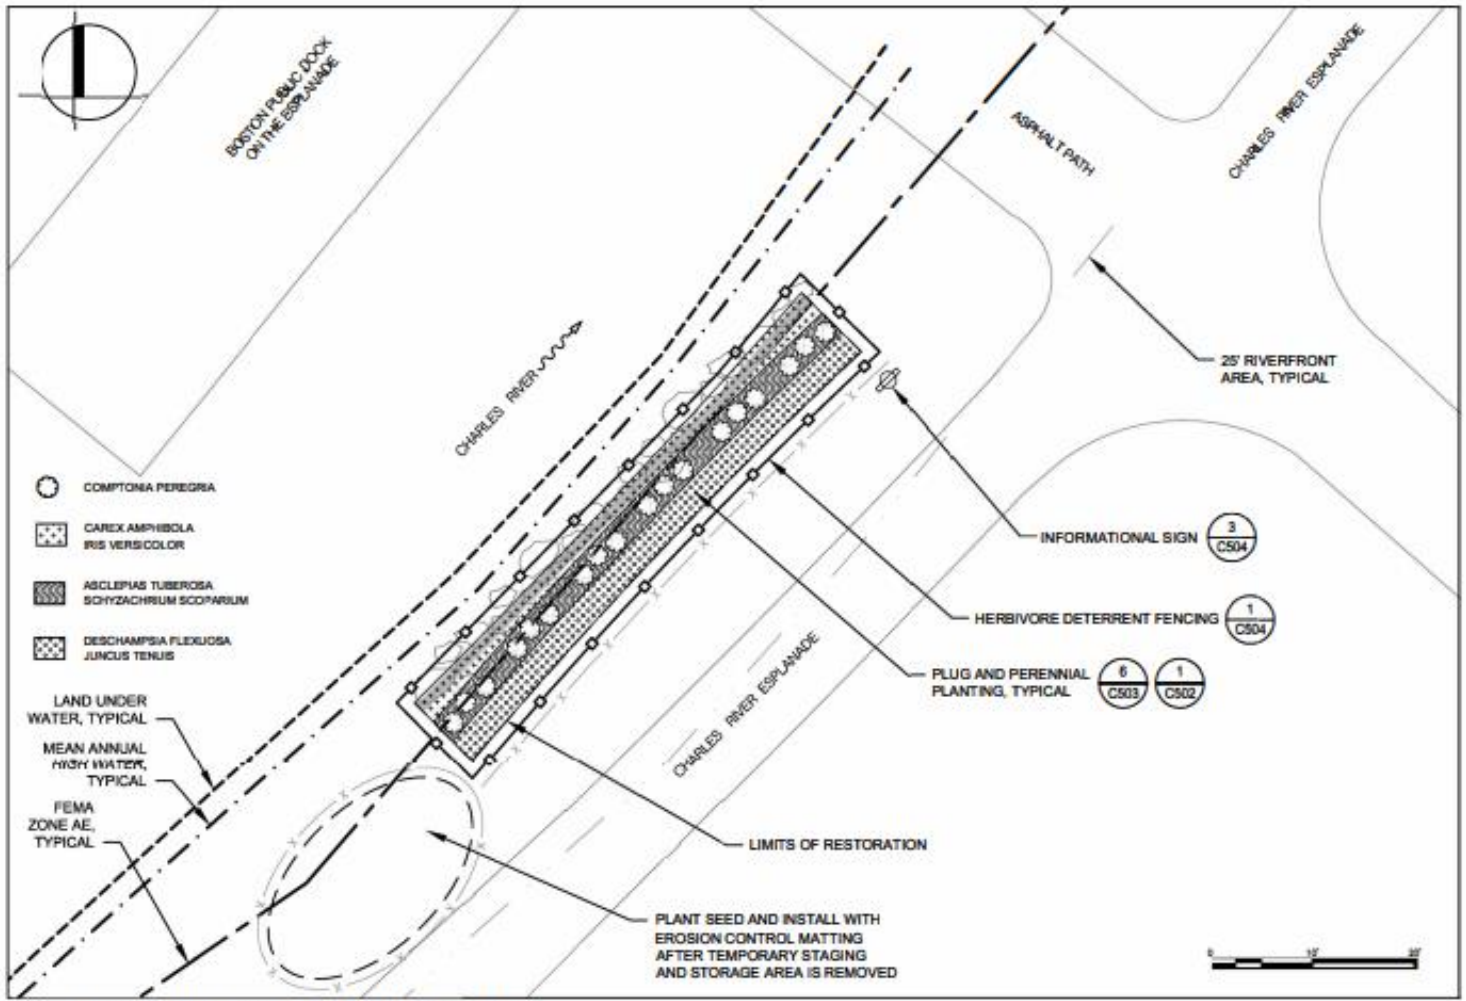 BOSTON PUBLIC DOCK
ON THE ESPLANADE
ASPHALT PATH
CHARLES RIVER ESPLANADE
25' RIVERFRONT
AREA, TYPICAL
CHARLES RIVER
COMPTONIA PEREGRIA
CAREX AMPHIBOLA
IRIS VERSICOLOR
ASCLEPIAS TUBEROSA
SCHYZACHRIUM SCOPARIUM
DESCHAMPSIA FLEXUOSA
JUNCUS TENUIS
INFORMATIONAL SIGN
3
C504
HERBIVORE DETERRENT FENCING
1
C504
PLUG AND PERENNIAL
PLANTING, TYPICAL
6
C503
1
C502
CHARLES RIVER ESPLANADE
LAND UNDER
WATER, TYPICAL
MEAN ANNUAL
HIGH WATER,
TYPICAL
FEMA
ZONE AE,
TYPICAL
LIMITS OF RESTORATION
PLANT SEED AND INSTALL WITH
EROSION CONTROL MATTING
AFTER TEMPORARY STAGING
AND STORAGE AREA IS REMOVED
0 10' 20'